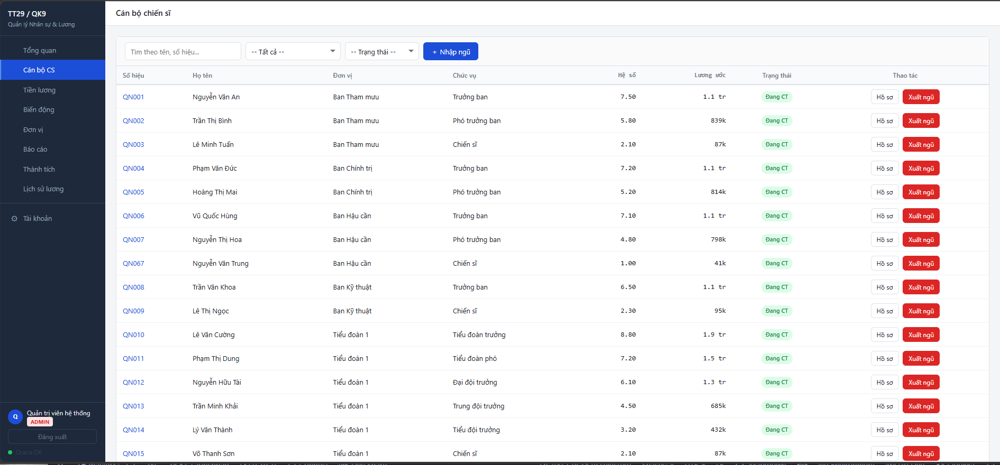 TT29 / QK9
Quản lý Nhân sự & Lương
Tổng quan
Cán bộ CS
Tiền lương
Biến động
Đơn vị
Báo cáo
Thành tích
Lịch sử lương
Tài khoản
Q Quản trị viên hệ thống
ADMIN
Đăng xuất
Oracle OK
Cán bộ chiến sĩ
Tìm theo tên, số hiệu... -- Tất cả -- -- Trạng thái -- + Nhập ngũ
Số hiệu Họ tên Đơn vị Chức vụ Hệ số Lương ước Trạng thái Thao tác
QN001 Nguyễn Văn An Ban Tham mưu Trưởng ban 7.50 1.1 tr Đang CT Hồ sơ Xuất ngũ
QN002 Trần Thị Bình Ban Tham mưu Phó trưởng ban 5.80 839k Đang CT Hồ sơ Xuất ngũ
QN003 Lê Minh Tuấn Ban Tham mưu Chiến sĩ 2.10 87k Đang CT Hồ sơ Xuất ngũ
QN004 Phạm Văn Đức Ban Chính trị Trưởng ban 7.20 1.1 tr Đang CT Hồ sơ Xuất ngũ
QN005 Hoàng Thị Mai Ban Chính trị Phó trưởng ban 5.20 814k Đang CT Hồ sơ Xuất ngũ
QN006 Vũ Quốc Hùng Ban Hậu cần Trưởng ban 7.10 1.1 tr Đang CT Hồ sơ Xuất ngũ
QN007 Nguyễn Thị Hoa Ban Hậu cần Phó trưởng ban 4.80 798k Đang CT Hồ sơ Xuất ngũ
QN067 Nguyễn Văn Trung Ban Hậu cần Chiến sĩ 1.00 41k Đang CT Hồ sơ Xuất ngũ
QN008 Trần Văn Khoa Ban Kỹ thuật Trưởng ban 6.50 1.1 tr Đang CT Hồ sơ Xuất ngũ
QN009 Lê Thị Ngọc Ban Kỹ thuật Chiến sĩ 2.30 95k Đang CT Hồ sơ Xuất ngũ
QN010 Lê Văn Cường Tiểu đoàn 1 Tiểu đoàn trưởng 8.80 1.9 tr Đang CT Hồ sơ Xuất ngũ
QN011 Phạm Thị Dung Tiểu đoàn 1 Tiểu đoàn phó 7.20 1.5 tr Đang CT Hồ sơ Xuất ngũ
QN012 Nguyễn Hữu Tài Tiểu đoàn 1 Đại đội trưởng 6.10 1.3 tr Đang CT Hồ sơ Xuất ngũ
QN013 Trần Minh Khải Tiểu đoàn 1 Trung đội trưởng 4.50 685k Đang CT Hồ sơ Xuất ngũ
QN014 Lý Văn Thành Tiểu đoàn 1 Tiểu đội trưởng 3.20 432k Đang CT Hồ sơ Xuất ngũ
QN015 Võ Thanh Sơn Tiểu đoàn 1 Chiến sĩ 2.10 87k Đang CT Hồ sơ Xuất ngũ